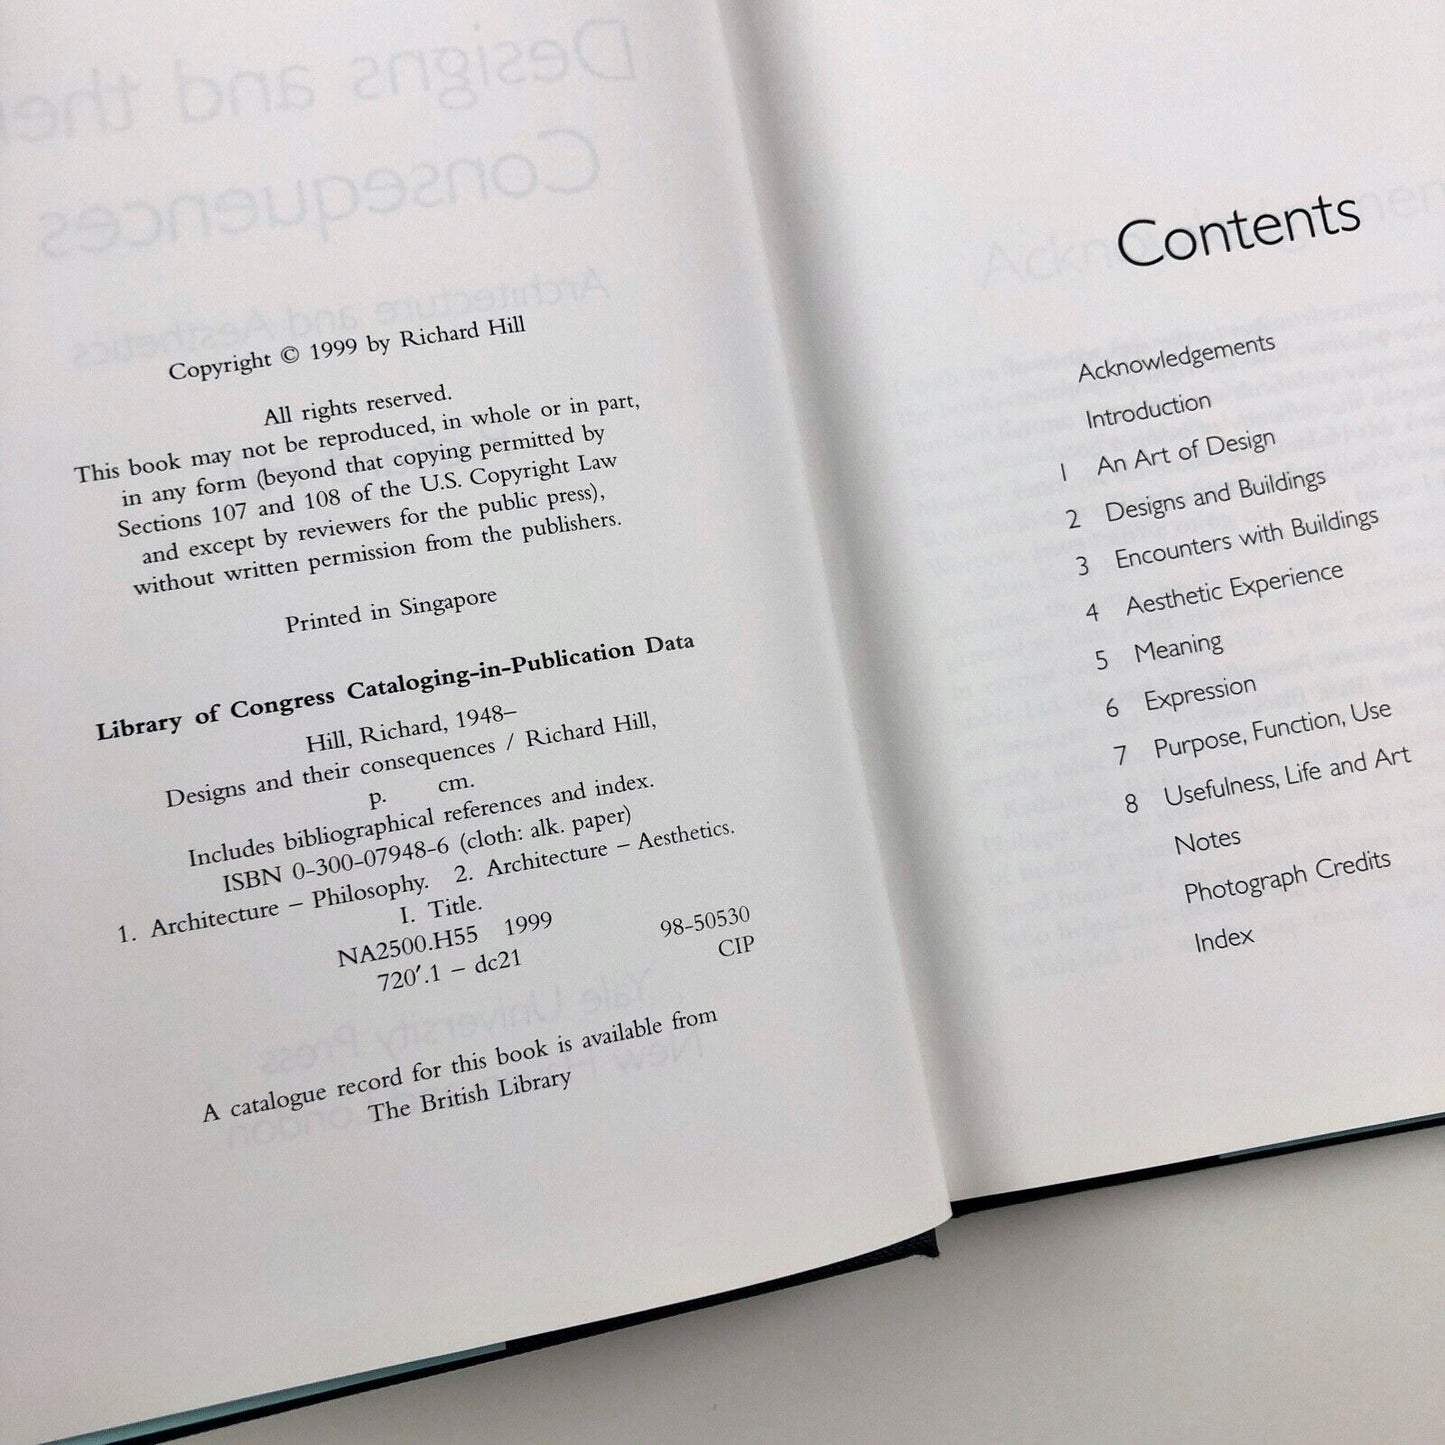 Copyright © 1999 by Richard Hill
All rights reserved.
This book may not be reproduced, in whole or in part,
in any form (beyond that copying permitted by
Sections 107 and 108 of the U.S. Copyright Law
and except by reviewers for the public press),
without written permission from the publishers.
Printed in Singapore
Library of Congress Cataloging-in-Publication Data
Hill, Richard, 1948–
Designs and their consequences / Richard Hill,
p. cm.
Includes bibliographical references and index.
ISBN 0-300-07948-6 (cloth: alk. paper)
1. Architecture – Philosophy. 2. Architecture – Aesthetics.
I. Title.
NA2500.H55 1999 98-50530
720′.1 – dc21 CIP
A catalogue record for this book is available from
The British Library
Contents
Acknowledgements
Introduction
1 An Art of Design
2 Designs and Buildings
3 Encounters with Buildings
4 Aesthetic Experience
5 Meaning
6 Expression
7 Purpose, Function, Use
8 Usefulness, Life and Art
Notes
Photograph Credits
Index